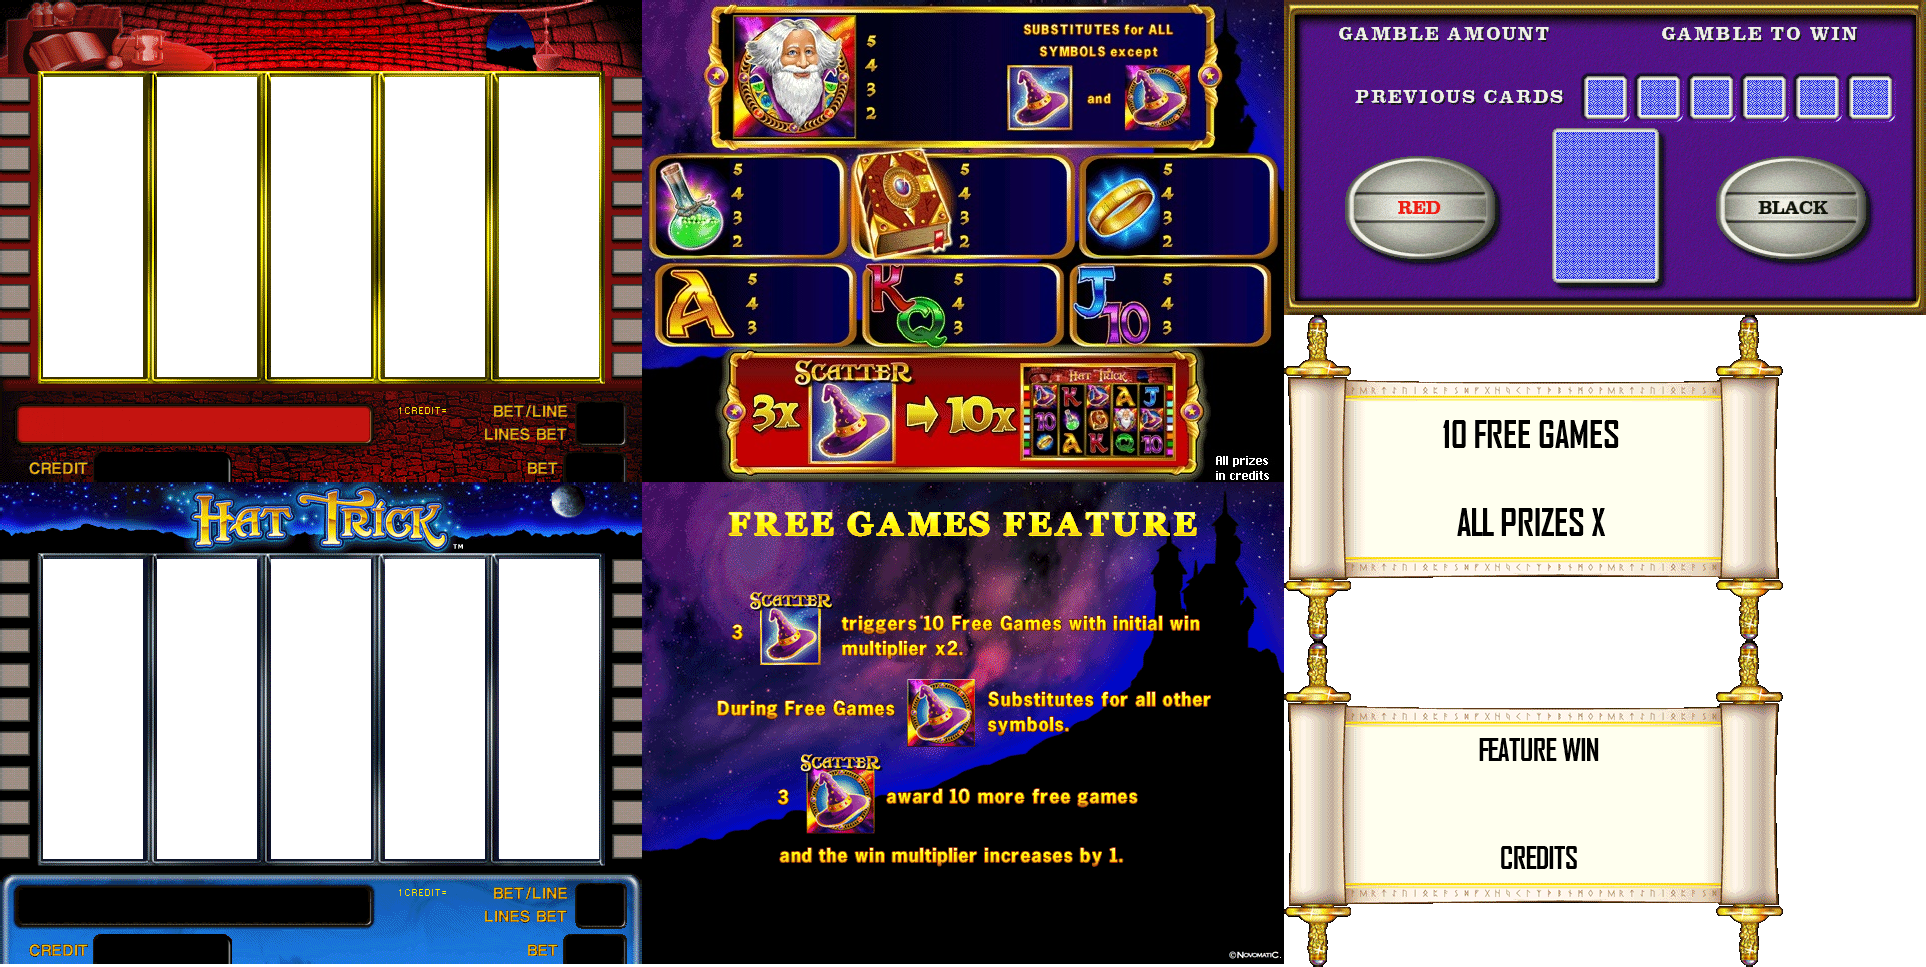 1 CREDIT=
BET/LINE
LINES BET
CREDIT
BET
HAT TRICK™
1 CREDIT=
BET/LINE
LINES BET
CREDIT
BET
5
4
3
2
SUBSTITUTES for ALL
SYMBOLS except
and
5
4
3
2
5
4
3
2
5
4
3
2
A
5
4
3
K
Q
5
4
3
J
10
5
4
3
SCATTER
3x
10x
HAT TRICK
All prizes
in credits
FREE GAMES FEATURE
SCATTER
3
triggers 10 Free Games with initial win
multiplier x2.
During Free Games
Substitutes for all other
symbols.
SCATTER
3
award 10 more free games
and the win multiplier increases by 1.
©NOVOMATIC.
GAMBLE AMOUNT
GAMBLE TO WIN
PREVIOUS CARDS
RED
BLACK
10 FREE GAMES
ALL PRIZES X
FEATURE WIN
CREDITS